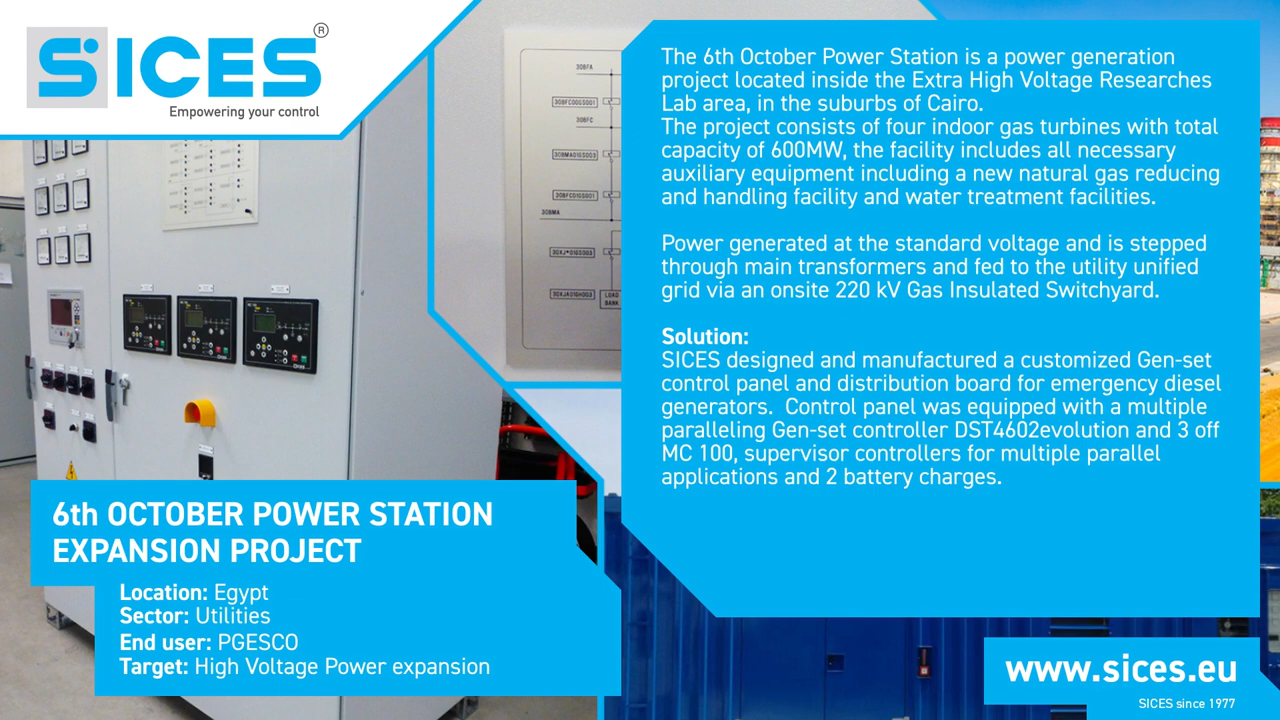 SICES®
Empowering your control
30BFA
30BFC
30BMA
LOAD
BANK
The 6th October Power Station is a power generation
project located inside the Extra High Voltage Researches
Lab area, in the suburbs of Cairo.
The project consists of four indoor gas turbines with total
capacity of 600MW, the facility includes all necessary
auxiliary equipment including a new natural gas reducing
and handling facility and water treatment facilities.
Power generated at the standard voltage and is stepped
through main transformers and fed to the utility unified
grid via an onsite 220 kV Gas Insulated Switchyard.
Solution:
SICES designed and manufactured a customized Gen-set
control panel and distribution board for emergency diesel
generators.  Control panel was equipped with a multiple
paralleling Gen-set controller DST4602evolution and 3 off
MC 100, supervisor controllers for multiple parallel
applications and 2 battery charges.
6th OCTOBER POWER STATION
EXPANSION PROJECT
Location: Egypt
Sector: Utilities
End user: PGESCO
Target: High Voltage Power expansion
www.sices.eu
SICES since 1977